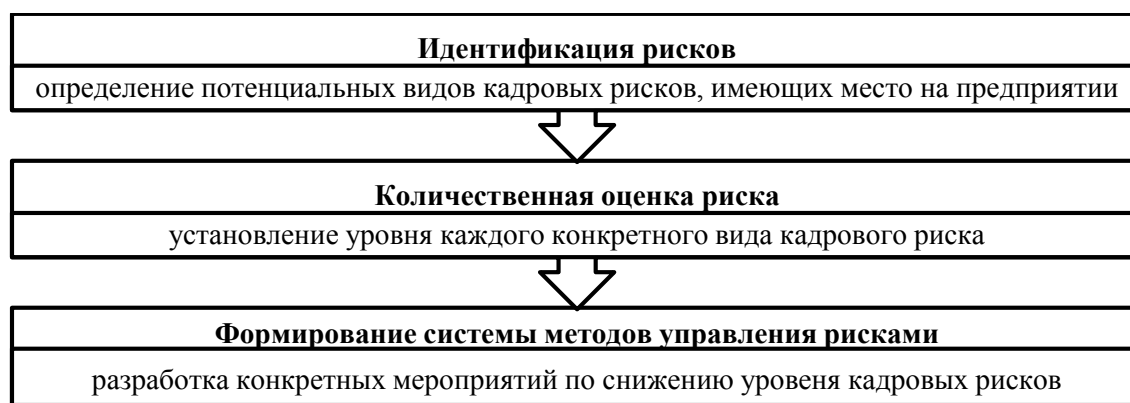 Идентификация рисков
определение потенциальных видов кадровых рисков, имеющих место на предприятии
Количественная оценка риска
установление уровня каждого конкретного вида кадрового риска
Формирование системы методов управления рисками
разработка конкретных мероприятий по снижению уровеня кадровых рисков